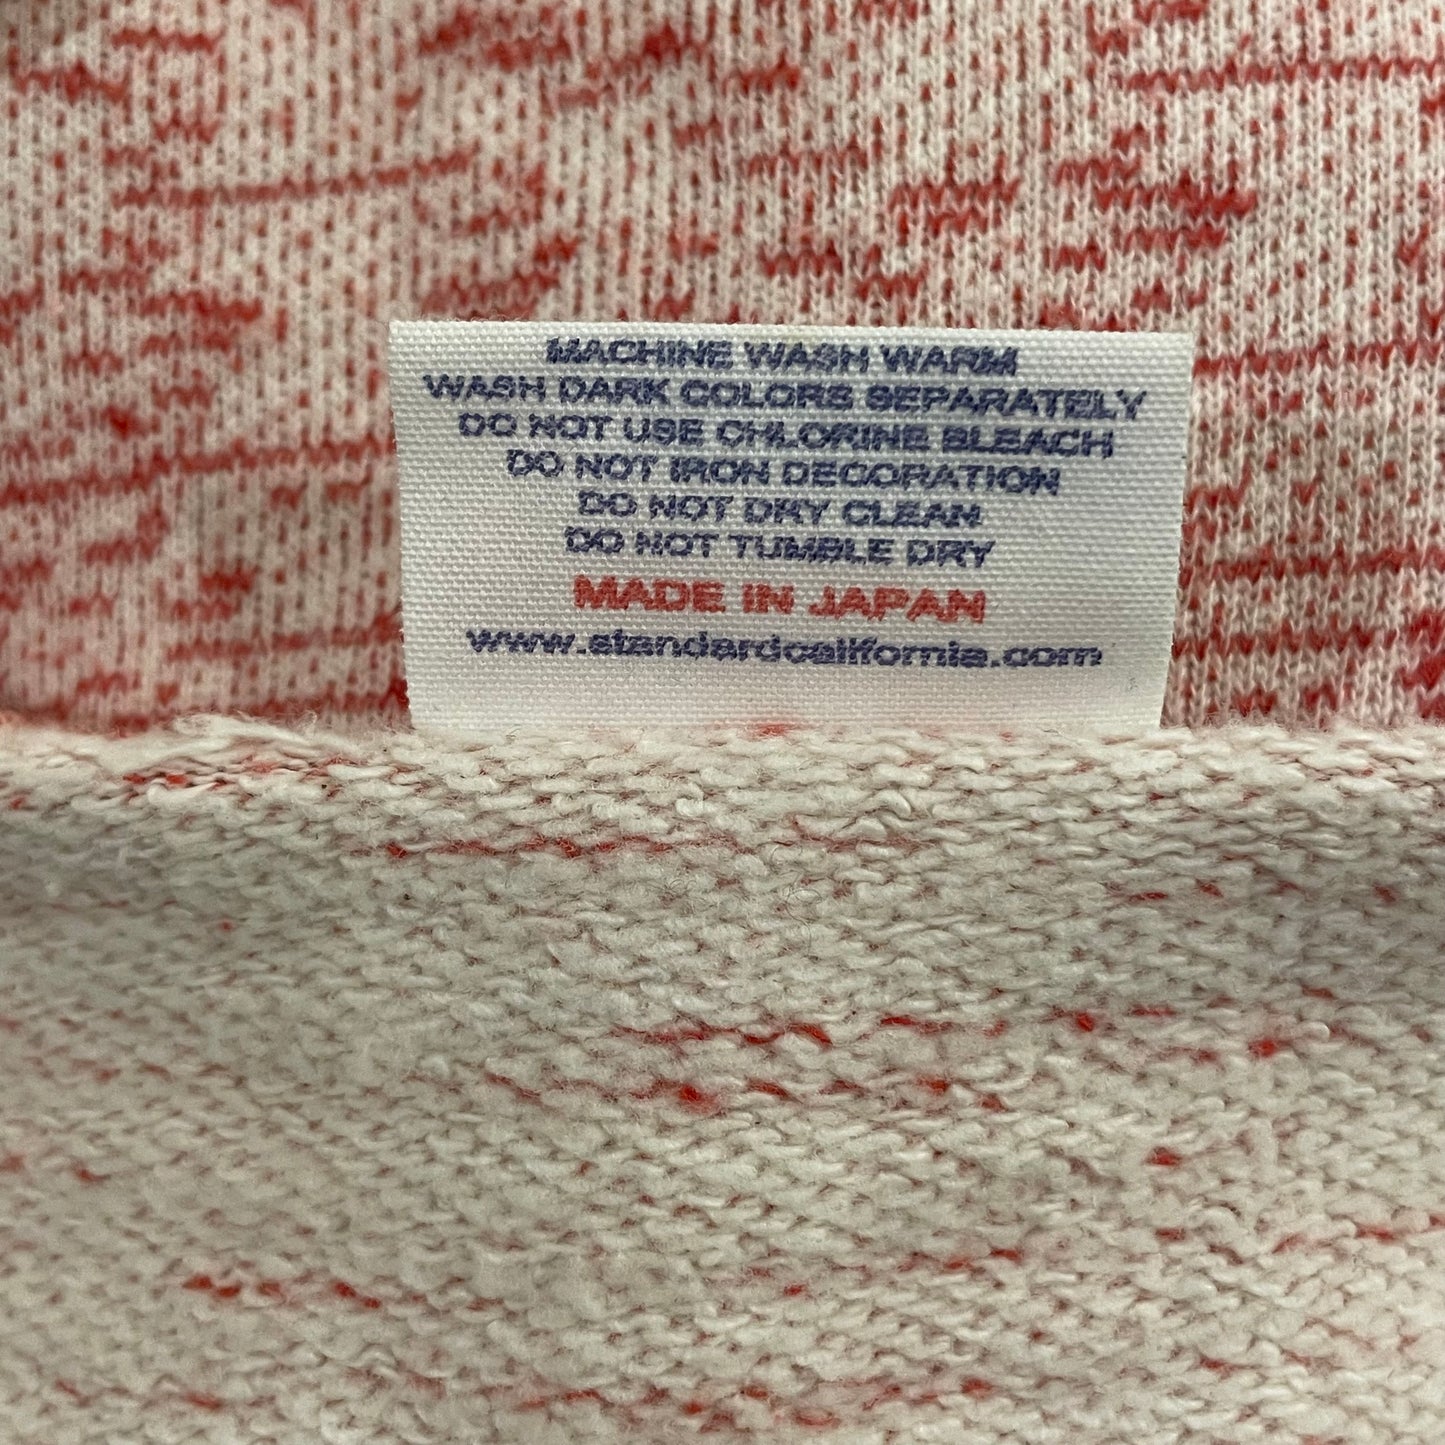 MACHINE WASH WARM
WASH DARK COLORS SEPARATELY
DO NOT USE CHLORINE BLEACH
DO NOT IRON DECORATION
DO NOT DRY CLEAN
DO NOT TUMBLE DRY
MADE IN JAPAN
www.standardcalifornia.com